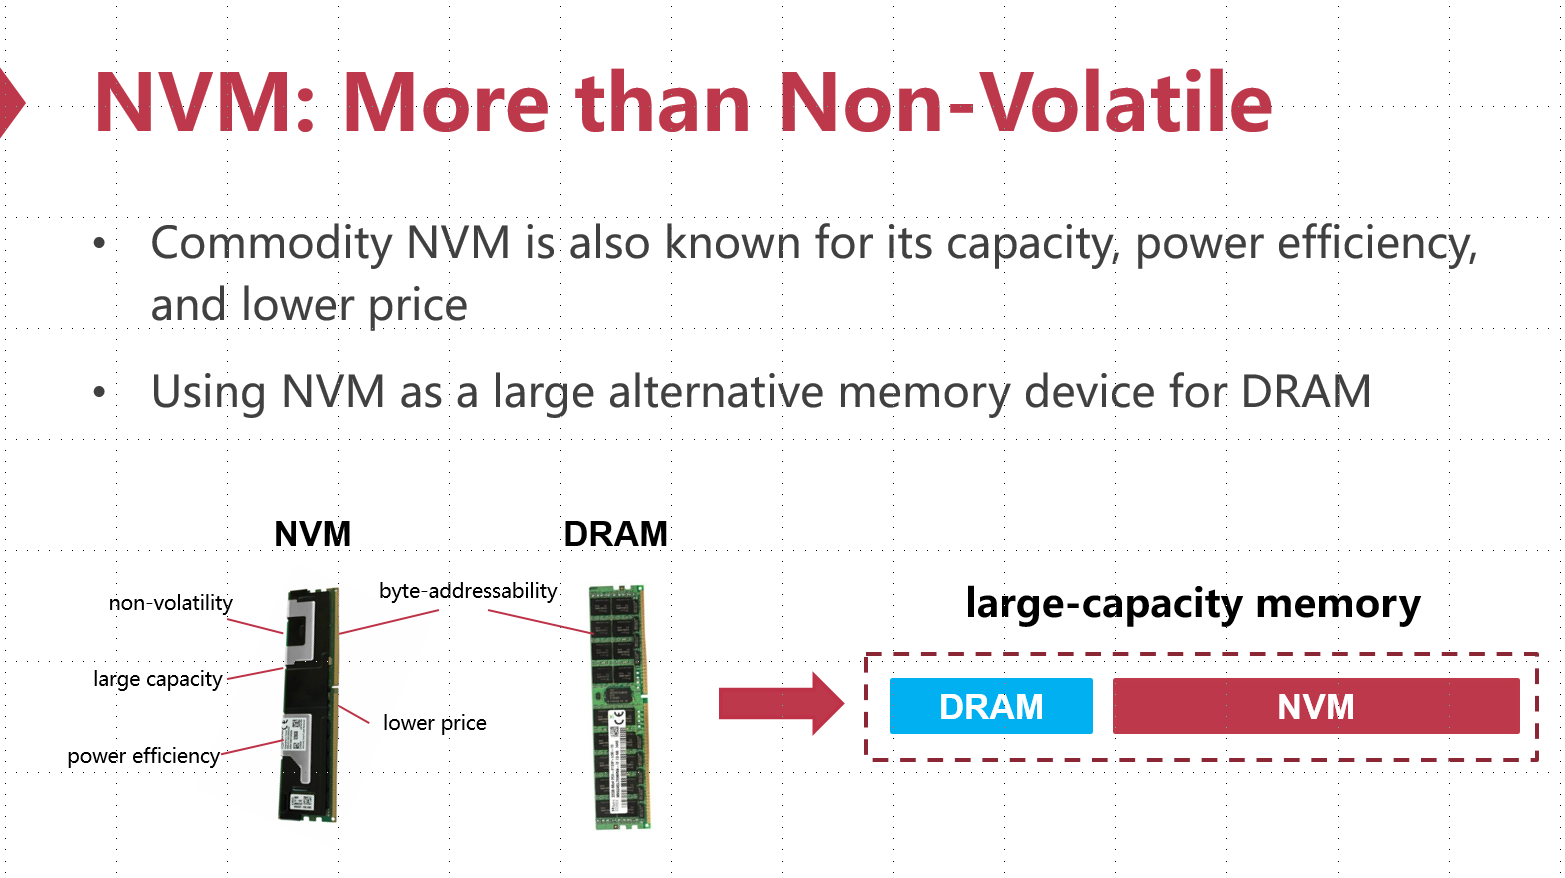 NVM: More than Non-Volatile
• Commodity NVM is also known for its capacity, power efficiency,
and lower price
• Using NVM as a large alternative memory device for DRAM
NVM
DRAM
non-volatility
byte-addressability
large capacity
lower price
power efficiency
large-capacity memory
DRAM
NVM